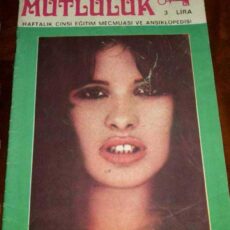 MUTLULUK
3 LİRA
HAFTALIK CİNSİ EĞİTİM MECMUASI VE ANSİKLOPEDİSİ